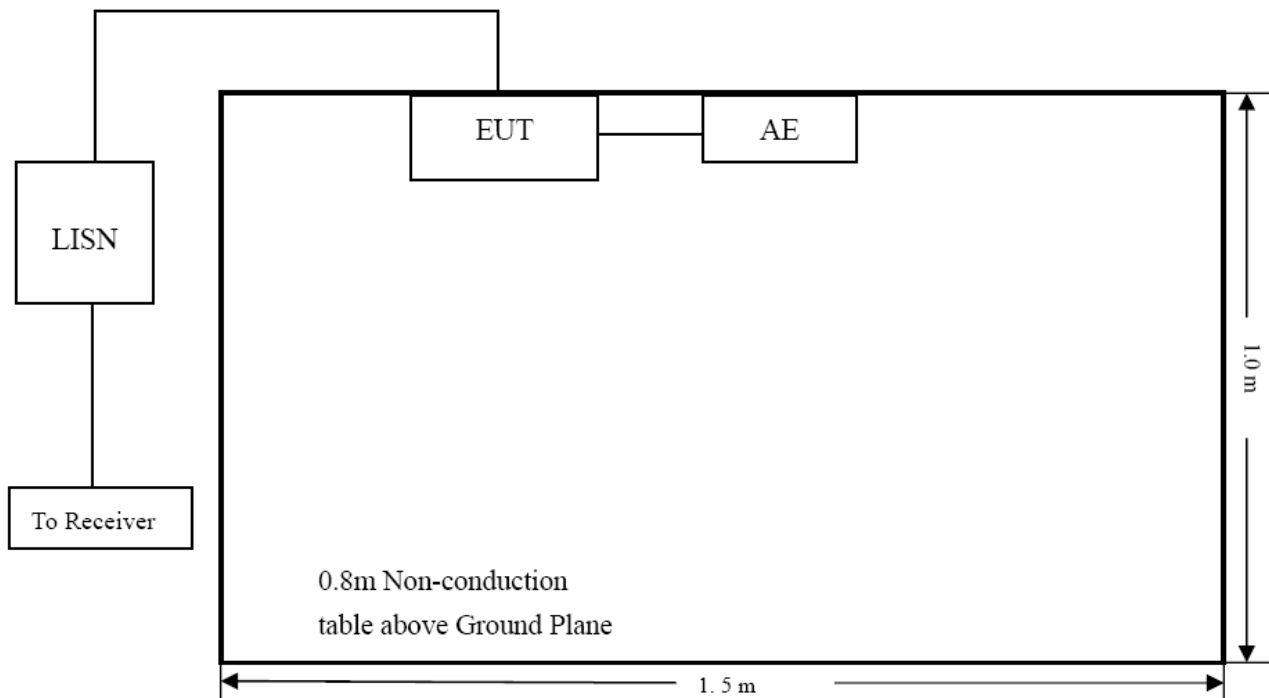 EUT
AE
LISN
1.0 m
To Receiver
0.8m Non-conduction
table above Ground Plane
1. 5 m